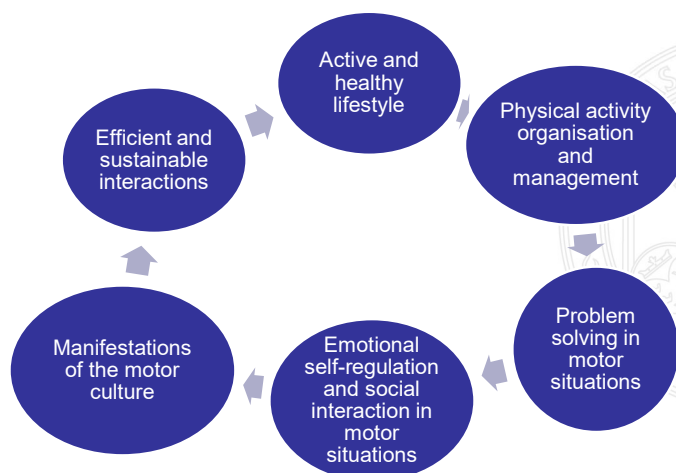 Active and
healthy
lifestyle
Physical activity
organisation
and
management
Problem
solving in
motor
situations
Emotional
self-regulation
and social
interaction in
motor
situations
Manifestations
of the motor
culture
Efficient and
sustainable
interactions